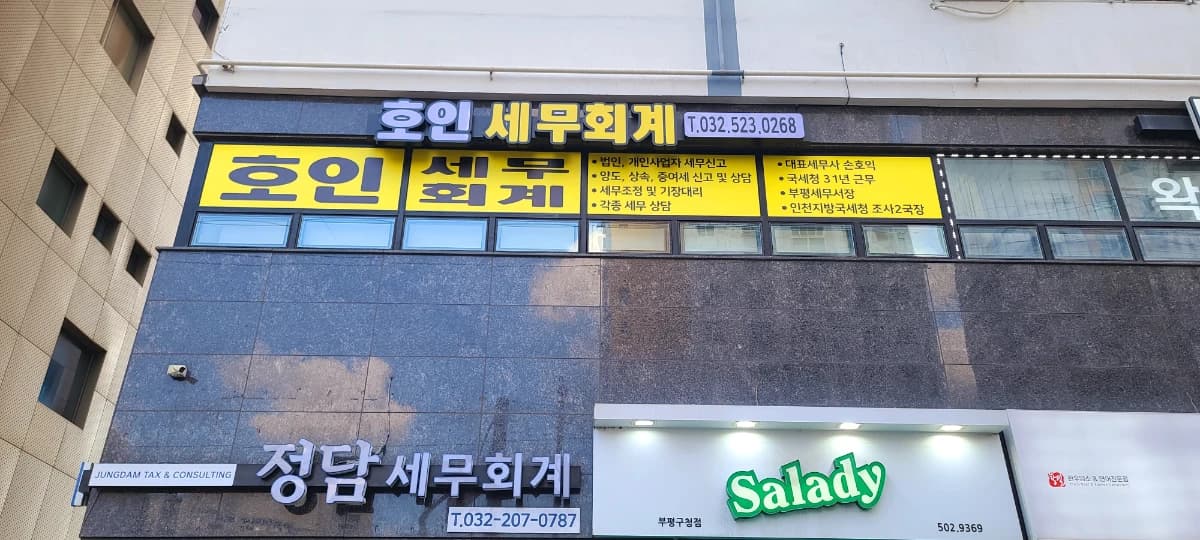 호인 세무회계 T.032.523.0268
호인
세무
회계
• 법인, 개인사업자 세무신고
• 양도, 상속, 증여세 신고 및 상담
• 세무조정 및 기장대리
• 각종 세무 상담
• 대표세무사 손호익
• 국세청 31년 근무
• 부평세무서장
• 인천지방국세청 조사2국장
왁
JUNGDAM TAX & CONSULTING
정담 세무회계
T.032-207-0787
Salady
부평구청점
502.9369